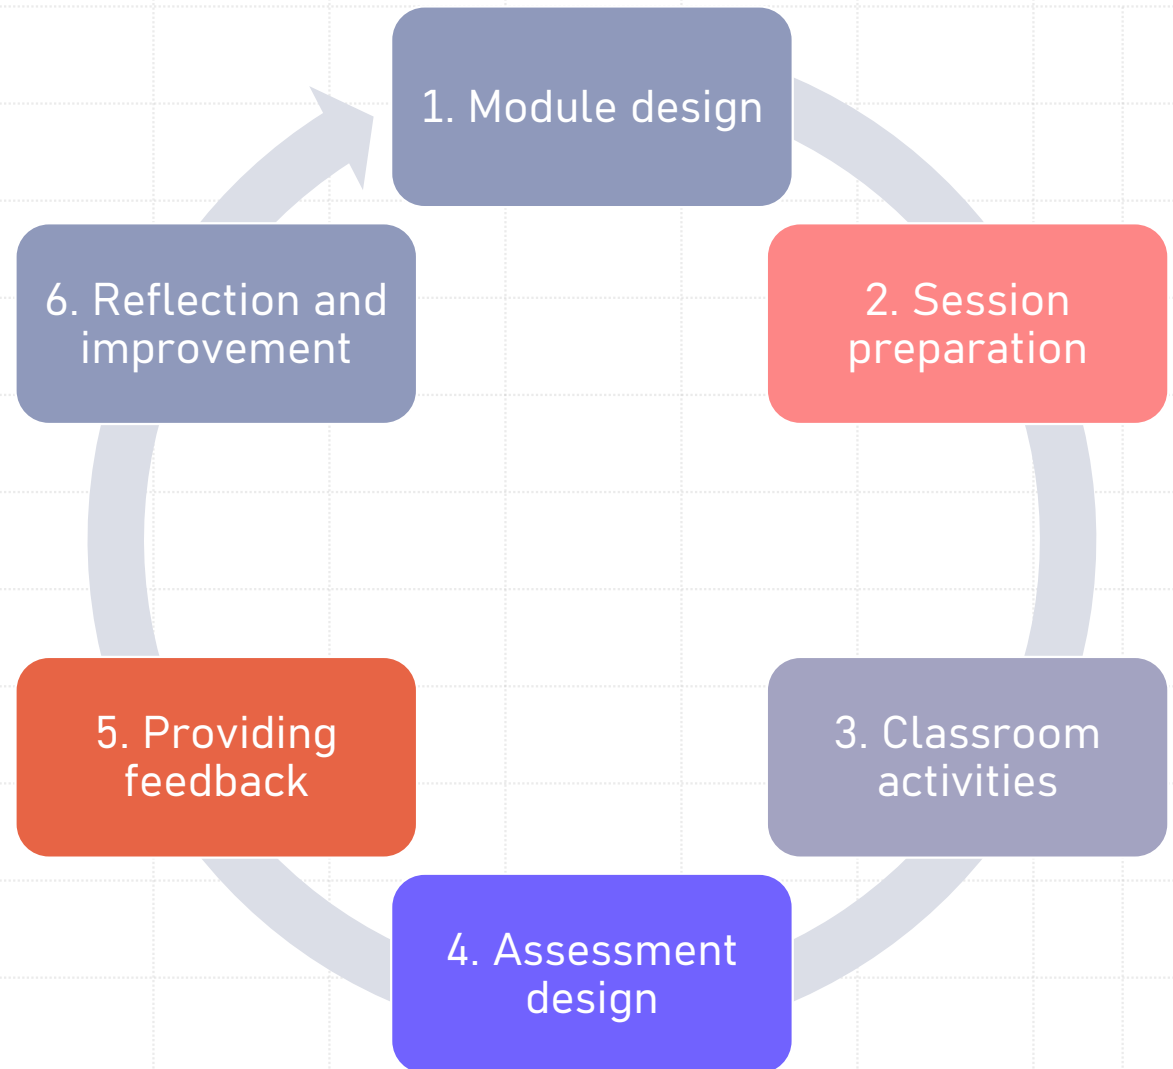 1. Module design
2. Session
preparation
3. Classroom
activities
4. Assessment
design
5. Providing
feedback
6. Reflection and
improvement